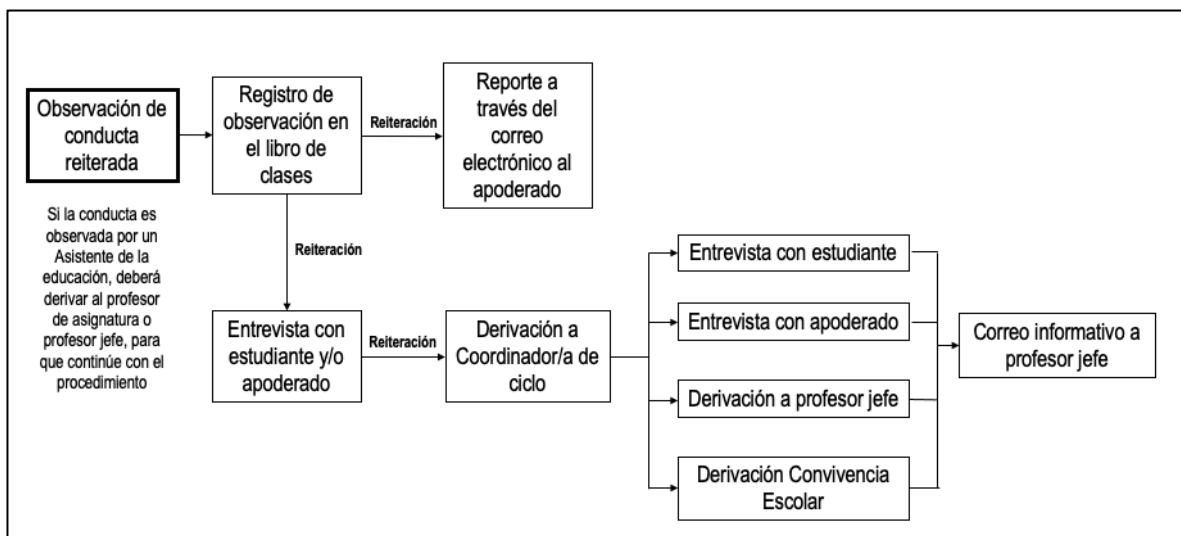 Observación de
conducta
reiterada
Registro de
observación en
el libro de
clases
Reiteración
Reporte a
través del
correo
electrónico al
apoderado
Si la conducta es
observada por un
Asistente de la
educación, deberá
derivar al profesor
de asignatura o
profesor jefe, para
que continúe con el
procedimiento
Reiteración
Entrevista con
estudiante y/o
apoderado
Reiteración
Derivación a
Coordinador/a de
ciclo
Entrevista con estudiante
Entrevista con apoderado
Derivación a profesor jefe
Derivación Convivencia
Escolar
Correo informativo a
profesor jefe